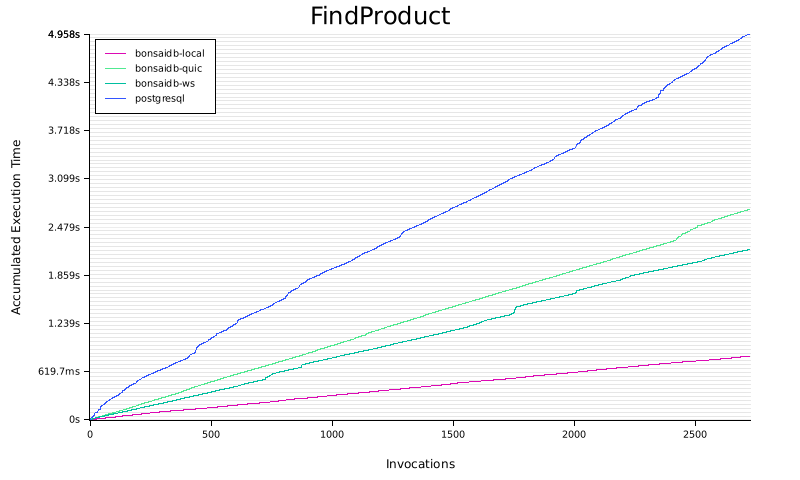 FindProduct
4.958s
4.338s
3.718s
3.099s
2.479s
1.859s
1.239s
619.7ms
0s
Accumulated Execution Time
bonsaidb-local
bonsaidb-quic
bonsaidb-ws
postgresql
0 500 1000 1500 2000 2500
Invocations